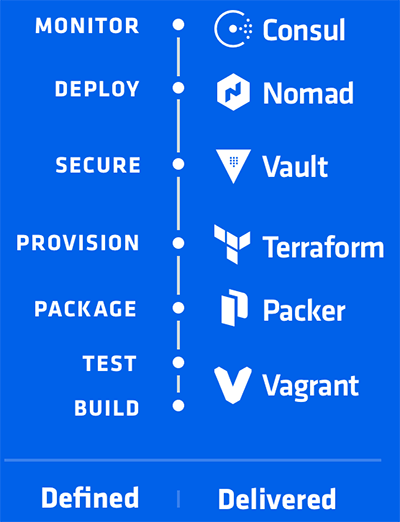 MONITOR Consul
DEPLOY Nomad
SECURE Vault
PROVISION Terraform
PACKAGE Packer
TEST
Vagrant
BUILD
Defined | Delivered